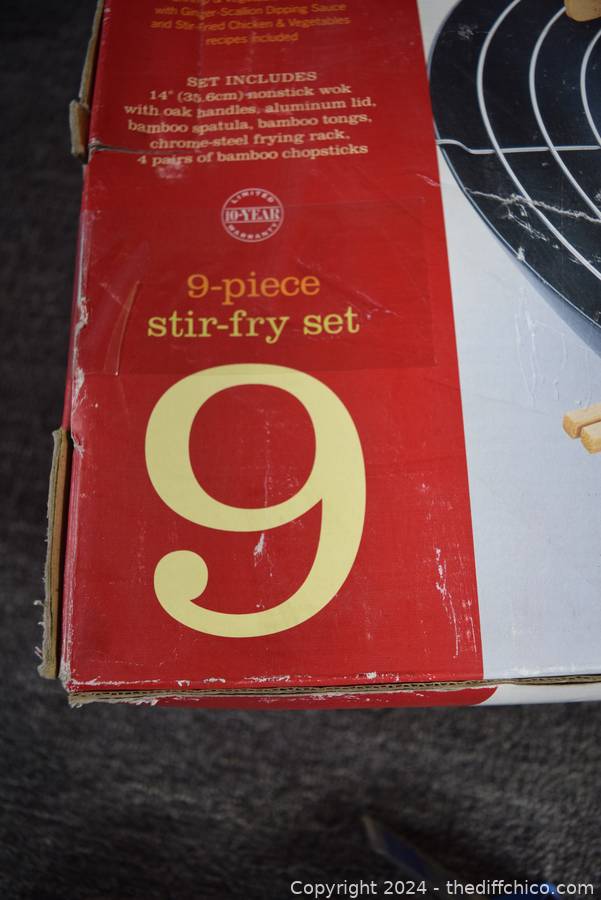 with Ginger-Scallion Dipping Sauce
and Stir-Fried Chicken & Vegetables
recipes included
SET INCLUDES
14" (35.6cm) nonstick wok
with oak handles, aluminum lid,
bamboo spatula, bamboo tongs,
chrome-steel frying rack,
4 pairs of bamboo chopsticks
LIMITED
10-YEAR
WARRANTY
9-piece
stir-fry set
9
Copyright 2024 - thediffchico.com